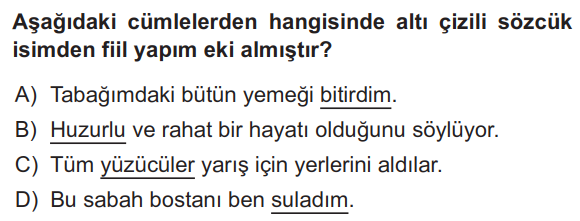 Aşağıdaki cümlelerden hangisinde altı çizili sözcük
isimden fiil yapım eki almıştır?
A) Tabağımdaki bütün yemeği bitirdim.
B) Huzurlu ve rahat bir hayatı olduğunu söylüyor.
C) Tüm yüzücüler yarış için yerlerini aldılar.
D) Bu sabah bostanı ben suladım.